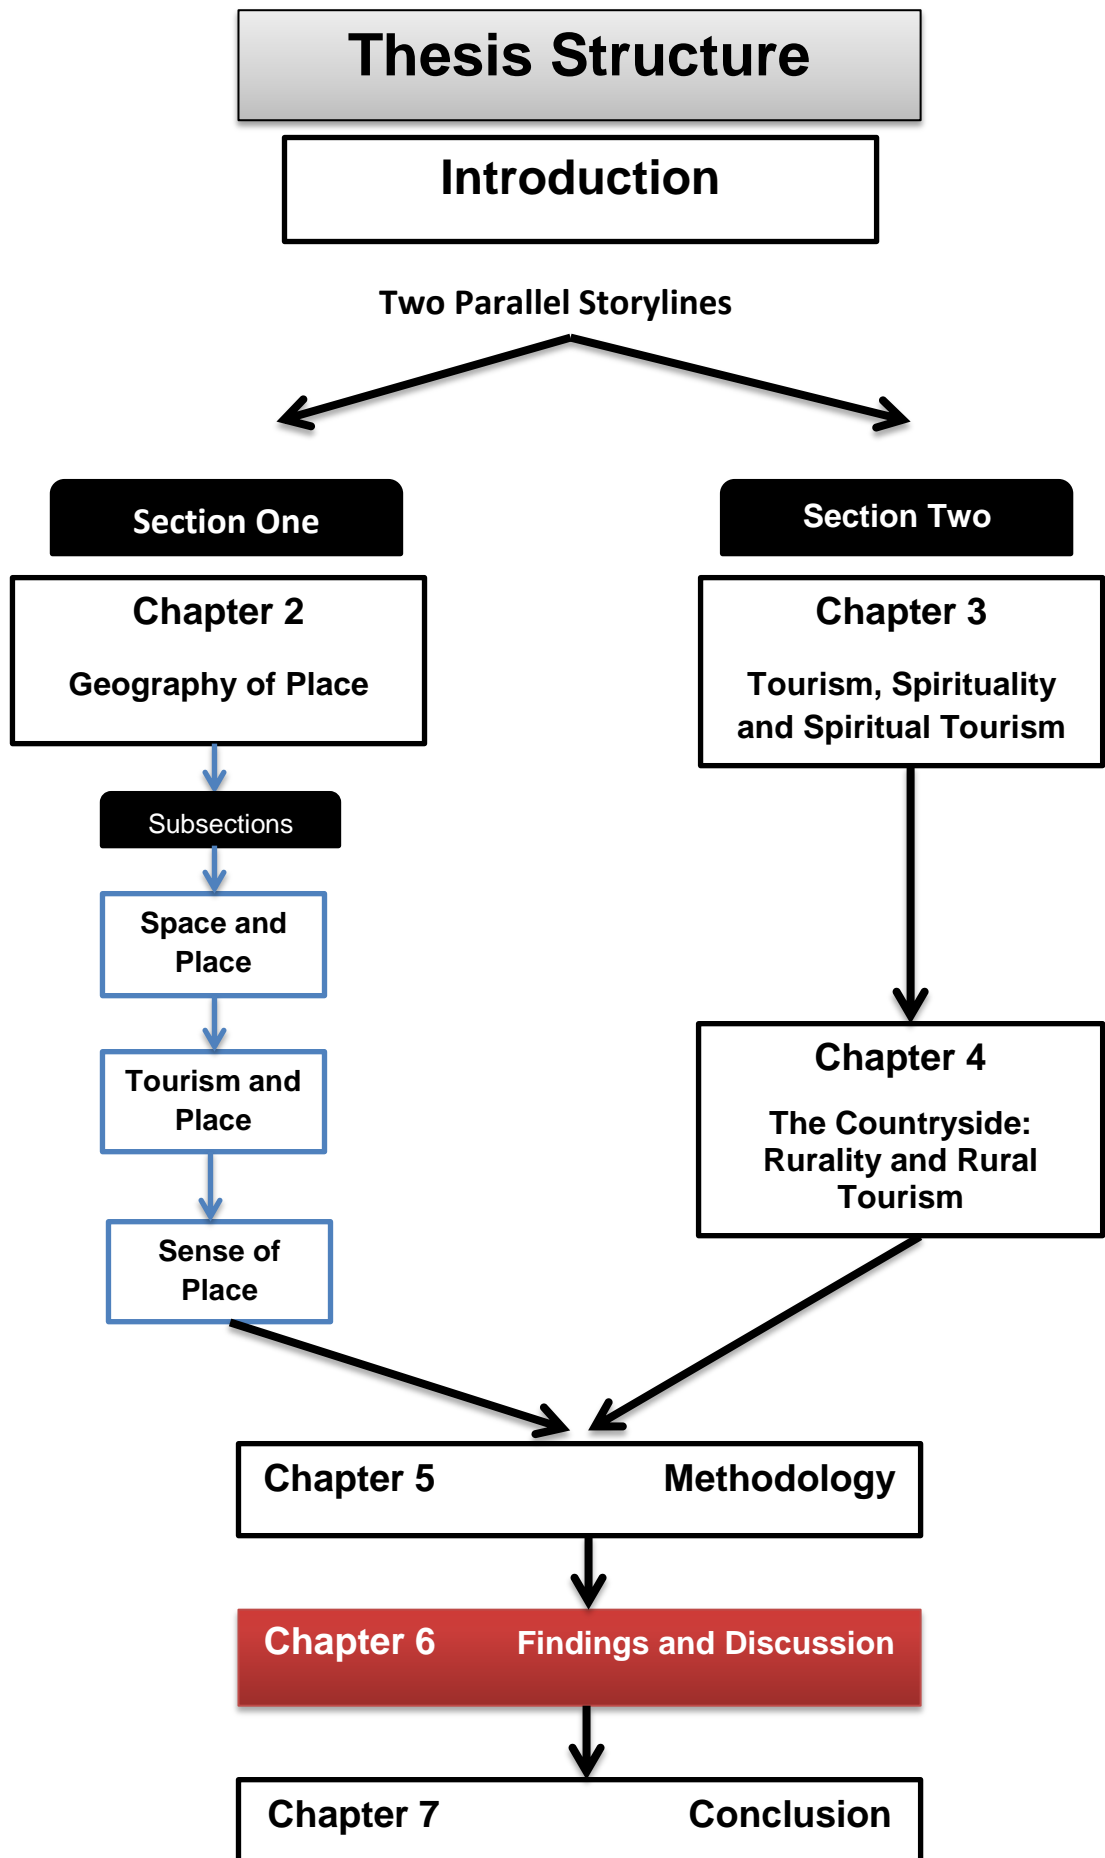 Thesis Structure
Introduction
Two Parallel Storylines
Section One
Chapter 2
Geography of Place
Subsections
Space and
Place
Tourism and
Place
Sense of
Place
Section Two
Chapter 3
Tourism, Spirituality
and Spiritual Tourism
Chapter 4
The Countryside:
Rurality and Rural
Tourism
Chapter 5 Methodology
Chapter 6 Findings and Discussion
Chapter 7 Conclusion